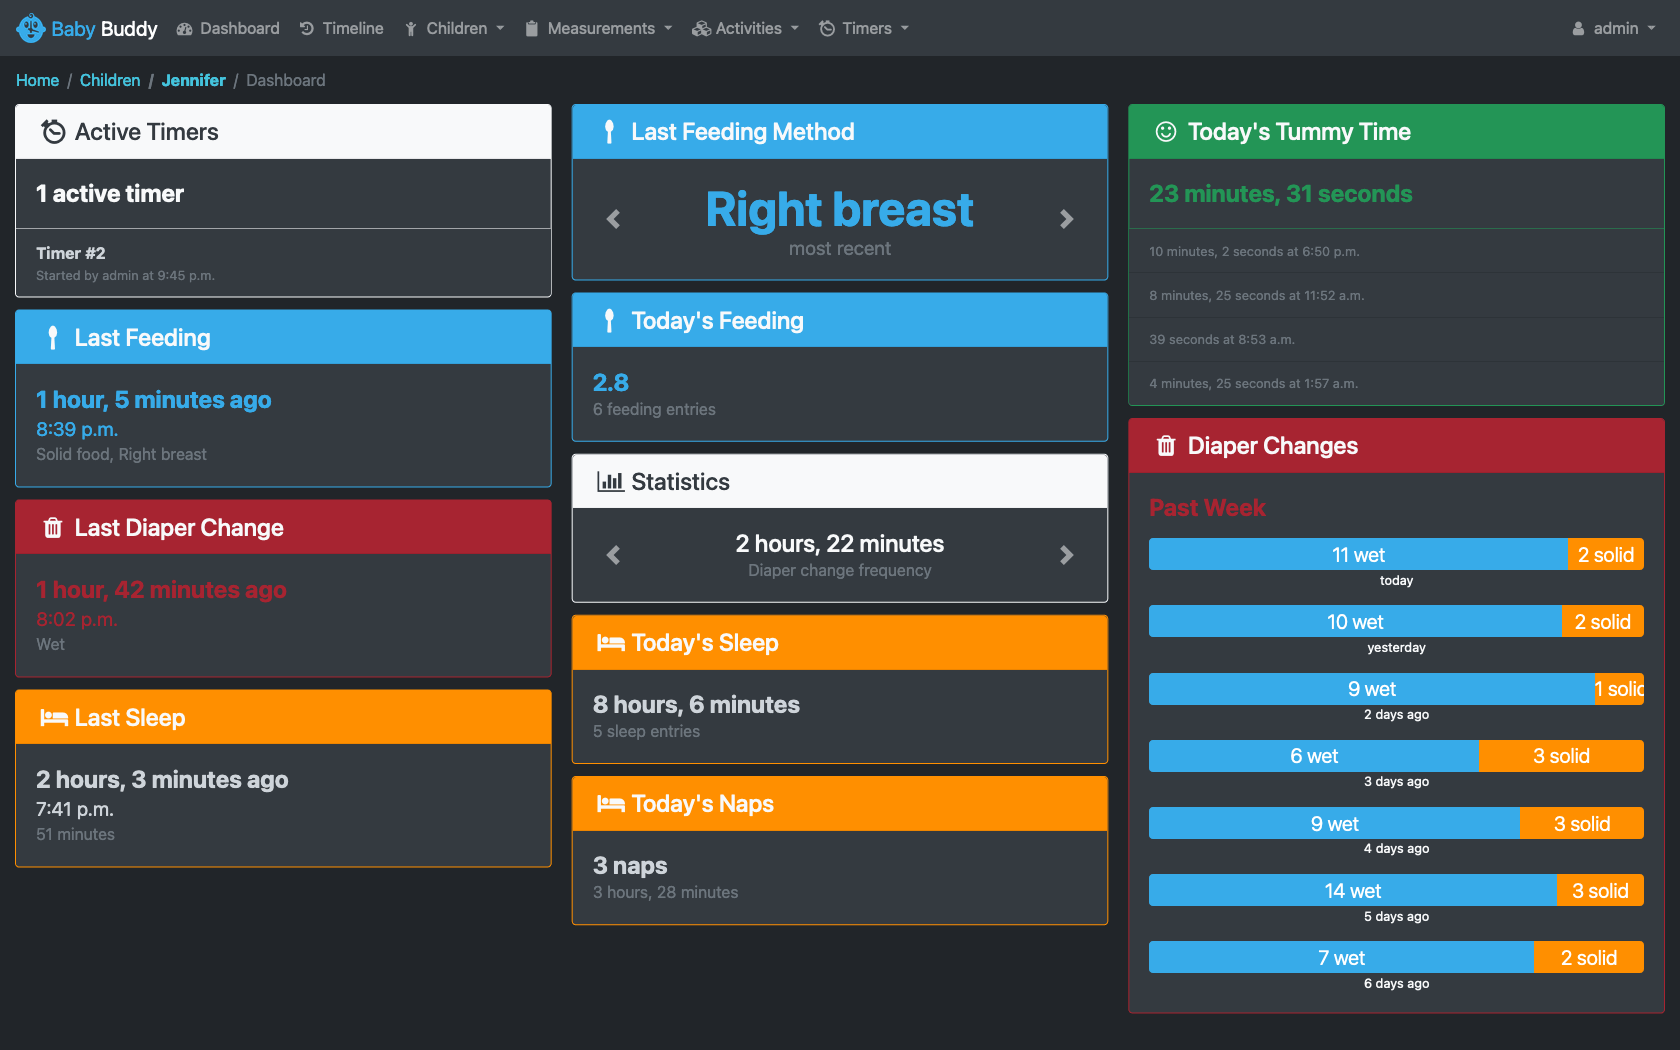 Baby Buddy Dashboard Timeline Children Measurements Activities Timers admin
Home / Children / Jennifer / Dashboard
Active Timers
1 active timer
Timer #2
Started by admin at 9:45 p.m.
Last Feeding
1 hour, 5 minutes ago
8:39 p.m.
Solid food, Right breast
Last Diaper Change
1 hour, 42 minutes ago
8:02 p.m.
Wet
Last Sleep
2 hours, 3 minutes ago
7:41 p.m.
51 minutes
Last Feeding Method
Right breast
most recent
Today's Feeding
2.8
6 feeding entries
Statistics
2 hours, 22 minutes
Diaper change frequency
Today's Sleep
8 hours, 6 minutes
5 sleep entries
Today's Naps
3 naps
3 hours, 28 minutes
Today's Tummy Time
23 minutes, 31 seconds
10 minutes, 2 seconds at 6:50 p.m.
8 minutes, 25 seconds at 11:52 a.m.
39 seconds at 8:53 a.m.
4 minutes, 25 seconds at 1:57 a.m.
Diaper Changes
Past Week
11 wet 2 solid
today
10 wet 2 solid
yesterday
9 wet 1 solid
2 days ago
6 wet 3 solid
3 days ago
9 wet 3 solid
4 days ago
14 wet 3 solid
5 days ago
7 wet 2 solid
6 days ago